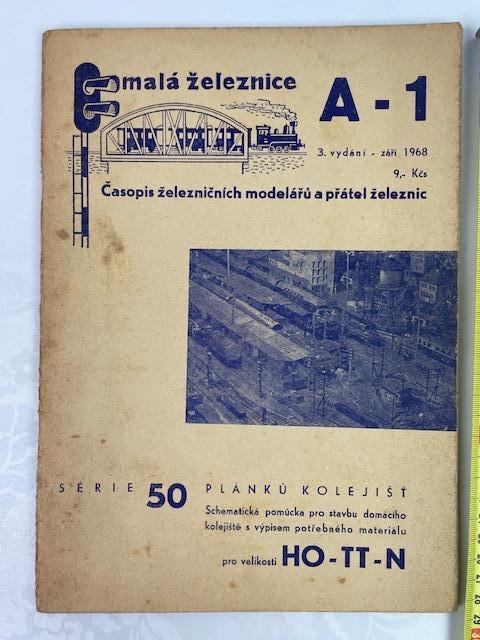 malá železnice
A-1
3. vydání - září 1968
9,- Kčs
Časopis železničních modelářů a přátel železnic
SÉRIE 50 PLÁNKŮ KOLEJIŠŤ
Schematická pomůcka pro stavbu domácího
kolejiště s výpisem potřebného materiálu
pro velikosti HO-TT-N